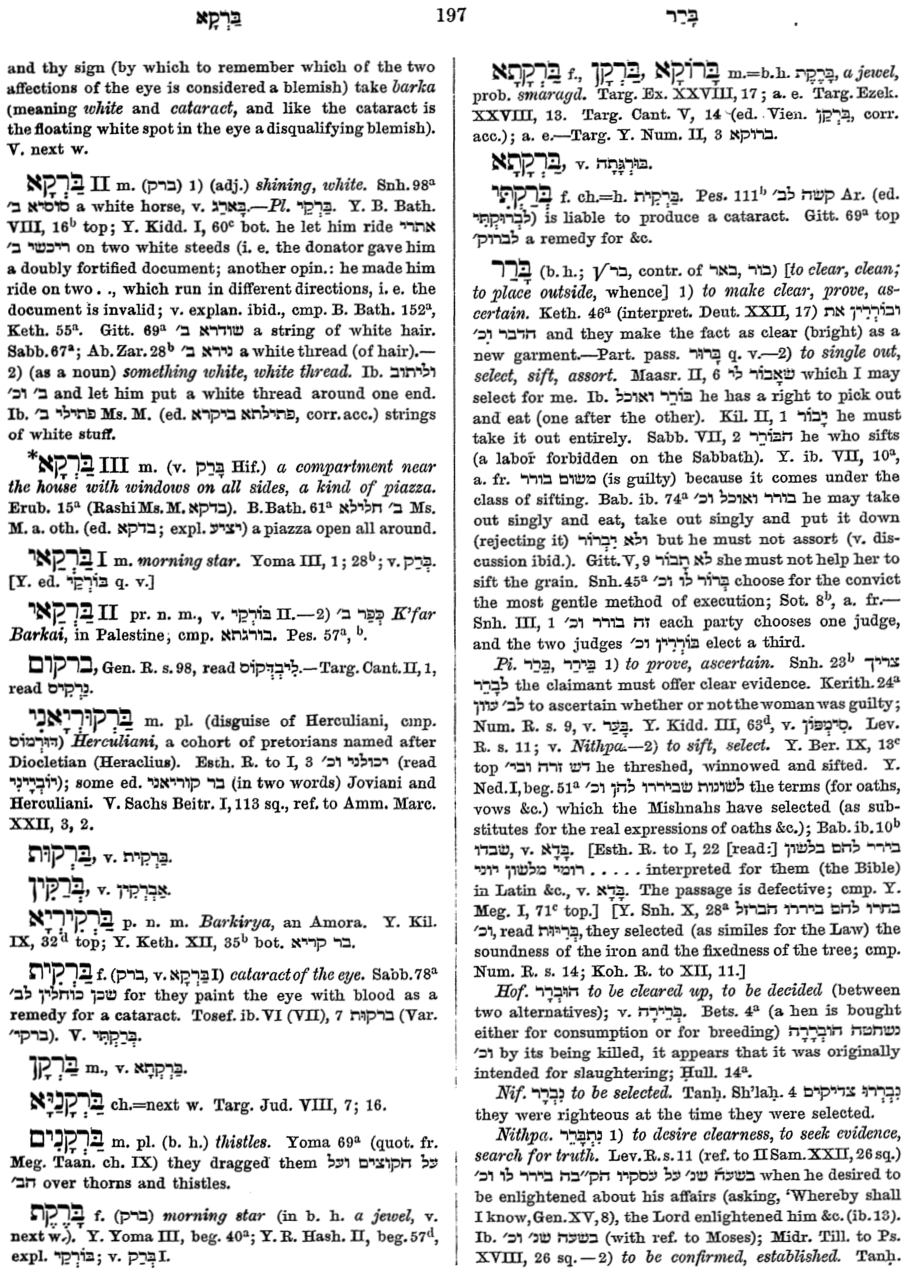 בַּרְקָא
197
בָּרַר
and thy sign (by which to remember which of the two
affections of the eye is considered a blemish) take barka
(meaning white and cataract, and like the cataract is
the floating white spot in the eye a disqualifying blemish).
V. next w.
בַּרְקָא II m. (ברק) 1) (adj.) shining, white. Snh. 98ᵃ
סוסיא ב׳ a white horse, v. בָּאַרְג.—Pl. בַּרְקֵי. Y. B. Bath.
VIII, 16ᵇ top; Y. Kidd. I, 60ᶜ bot. he let him ride אתרי
ריכשי ב׳ on two white steeds (i. e. the donator gave him
a doubly fortified document; another opin.: he made him
ride on two . ., which run in different directions, i. e. the
document is invalid; v. explan. ibid., cmp. B. Bath. 152ᵃ,
Keth. 55ᵃ. Gitt. 69ᵃ שודרא ב׳ a string of white hair.
Sabb. 67ᵃ; Ab. Zar. 28ᵇ נירא ב׳ a white thread (of hair).—
2) (as a noun) something white, white thread. Ib. וליתוב
ב׳ וכ׳ and let him put a white thread around one end.
Ib. פתילי ב׳ Ms. M. (ed. פתילתא בויקרא, corr. acc.) strings
of white stuff.
*בַּרְקָא III m. (v. בָּרַק Hif.) a compartment near
the house with windows on all sides, a kind of piazza.
Erub. 15ᵃ (Rashi Ms. M. בדקא). B. Bath. 61ᵃ ב׳ חלילא Ms.
M. a. oth. (ed. בדקא; expl. יציע) a piazza open all around.
בַּרְקַאי I m. morning star. Yoma III, 1; 28ᵇ; v. בָּרַק.
[Y. ed. בּוֹרְקֵי q. v.]
בַּרְקַאי II pr. n. m., v. בּוֹרְקֵי II.—2) כְּפַר ב׳ K'far
Barkai, in Palestine; cmp. בורגתא. Pes. 57ᵃ, ᵇ.
ברקום, Gen. R. s. 98, read לִיבְדְּקוּס.—Targ. Cant. II, 1,
read נַרְקִיס.
בַּרְקוּרְיָאנֵי m. pl. (disguise of Herculiani, cmp.
הוּרְמוֹס) Herculiani, a cohort of pretorians named after
Diocletian (Heraclius). Esth. R. to I, 3 יכולני וכ׳ (read
יוֹבְיָינֵי); some ed. בר קוריאני (in two words) Joviani and
Herculiani. V. Sachs Beitr. I, 113 sq., ref. to Amm. Marc.
XXII, 3, 2.
בַּרְקוּת, v. בַּרְקִית.
בְּרַקִּין, v. אַבְרְקִין.
בַּרְקִירְיָא p. n. m. Barkirya, an Amora. Y. Kil.
IX, 32ᵈ top; Y. Keth. XII, 35ᵇ bot. בר קריא.
בַּרְקִית f. (ברק, v. בַּרְקָא I) cataract of the eye. Sabb. 78ᵃ
שכן כוחלין לב׳ for they paint the eye with blood as a
remedy for a cataract. Tosef. ib. VI (VII), 7 ברקות (Var.
ברקי׳). V. בְּרַקְתִּי.
בָּרְקָן m., v. בָּרְקְתָא.
בַּרְקָנַיָּא ch.=next w. Targ. Jud. VIII, 7; 16.
בַּרְקָנִים m. pl. (b. h.) thistles. Yoma 69ᵃ (quot. fr.
Meg. Taan. ch. IX) they dragged them על הקוצים ועל
הב׳ over thorns and thistles.
בָּרֶקֶת f. (ברק) morning star (in b. h. a jewel, v.
next w.). Y. Yoma III, beg. 40ᵃ; Y. R. Hash. II, beg. 57ᵈ,
expl. בּוֹרְקֵי; v. בָּרַק I.
בָּרְקְתָא f., בָּרְקָן, בָּרוֹקָא m.=b. h. בָּרֶקֶת, a jewel,
prob. smaragd. Targ. Ex. XXVIII, 17; a. e. Targ. Ezek.
XXVIII, 13. Targ. Cant. V, 14 (ed. Vien. בְּרָקָן, corr.
acc.); a. e.—Targ. Y. Num. II, 3 ברוקא
בַּרְקָתָא, v. בּוּרְגָּתָה.
בְּרַקְתִּי f. ch.=h. בַּרְקִית. Pes. 111ᵇ קשה לב׳ Ar. (ed.
לְבְרוּקְתֵּי) is liable to produce a cataract. Gitt. 69ᵃ top
לברוק׳ a remedy for &c.
בָּרַר (b. h.; √בר, contr. of באר, בור) [to clear, clean;
to place outside, whence] 1) to make clear, prove, as-
certain. Keth. 46ᵃ (interpret. Deut. XXII, 17) ובוררין את
הדבר וכ׳ and they make the fact as clear (bright) as a
new garment.—Part. pass. בָּרוּר q. v.—2) to single out,
select, sift, assort. Maasr. II, 6 שֶׁאָבוֹר לי which I may
select for me. Ib. בורר ואוכל he has a right to pick out
and eat (one after the other). Kil. II, 1 יָבוֹר he must
take it out entirely. Sabb. VII, 2 הבּוֹרֵר he who sifts
(a labor forbidden on the Sabbath). Y. ib. VII, 10ᵃ,
a. fr. משום בורר (is guilty) because it comes under the
class of sifting. Bab. ib. 74ᵃ בורר ואוכל וכ׳ he may take
out singly and eat, take out singly and put it down
(rejecting it) ולא יִבְרוֹר but he must not assort (v. dis-
cussion ibid.). Gitt. V, 9 לא תָבוֹר she must not help her to
sift the grain. Snh. 45ᵃ בְּרוֹר לו וכ׳ choose for the convict
the most gentle method of execution; Sot. 8ᵇ, a. fr.—
Snh. III, 1 זה בורר וכ׳ each party chooses one judge,
and the two judges בּוֹרְרִין וכ׳ elect a third.
Pi. בֵּירַר, בֵּרַר 1) to prove, ascertain. Snh. 23ᵇ צריך
לְבָרֵר the claimant must offer clear evidence. Kerith. 24ᵃ
לב׳ עון to ascertain whether or not the woman was guilty;
Num. R. s. 9, v. בָּעַר. Y. Kidd. III, 63ᵈ, v. סִימְפּוֹן. Lev.
R. s. 11; v. Nithpa.—2) to sift, select. Y. Ber. IX, 13ᶜ
top דש זרה ובי׳ he threshed, winnowed and sifted. Y.
Ned. I, beg. 51ᵃ לשונות שביררו להן וכ׳ the terms (for oaths,
vows &c.) which the Mishnahs have selected (as sub-
stitutes for the real expressions of oaths &c.); Bab. ib. 10ᵇ
שבדו, v. בָּדָא. [Esth. R. to I, 22 [read:] בירר להם בלשון
רומי מלשון יוני . . . . . interpreted for them (the Bible)
in Latin &c., v. בָּדָא. The passage is defective; cmp. Y.
Meg. I, 71ᶜ top.] [Y. Snh. X, 28ᵃ בחרו להם ביררו הברזל
וכ׳, read בְּרִיּוּת, they selected (as similes for the Law) the
soundness of the iron and the fixedness of the tree; cmp.
Num. R. s. 14; Koh. R. to XII, 11.]
Hof. הוּבְרַר to be cleared up, to be decided (between
two alternatives); v. בְּרֵירָה. Bets. 4ᵃ (a hen is bought
either for consumption or for breeding) נשחטה הוּבְרָרָה
וכ׳ by its being killed, it appears that it was originally
intended for slaughtering; Ḥull. 14ᵃ.
Nif. נִבְרַר to be selected. Tanḥ. Sh'laḥ. 4 נִבְרְרוּ צדיקים
they were righteous at the time they were selected.
Nithpa. נִתְבָּרֵר 1) to desire clearness, to seek evidence,
search for truth. Lev. R. s. 11 (ref. to II Sam. XXII, 26 sq.)
בשעה שנ׳ על עסקיו הק״בה בירר לו וכ׳ when he desired to
be enlightened about his affairs (asking, 'Whereby shall
I know, Gen. XV, 8), the Lord enlightened him &c. (ib. 13).
Ib. בשעה שנ׳ וכ׳ (with ref. to Moses); Midr. Till. to Ps.
XVIII, 26 sq.—2) to be confirmed, established. Tanḥ.